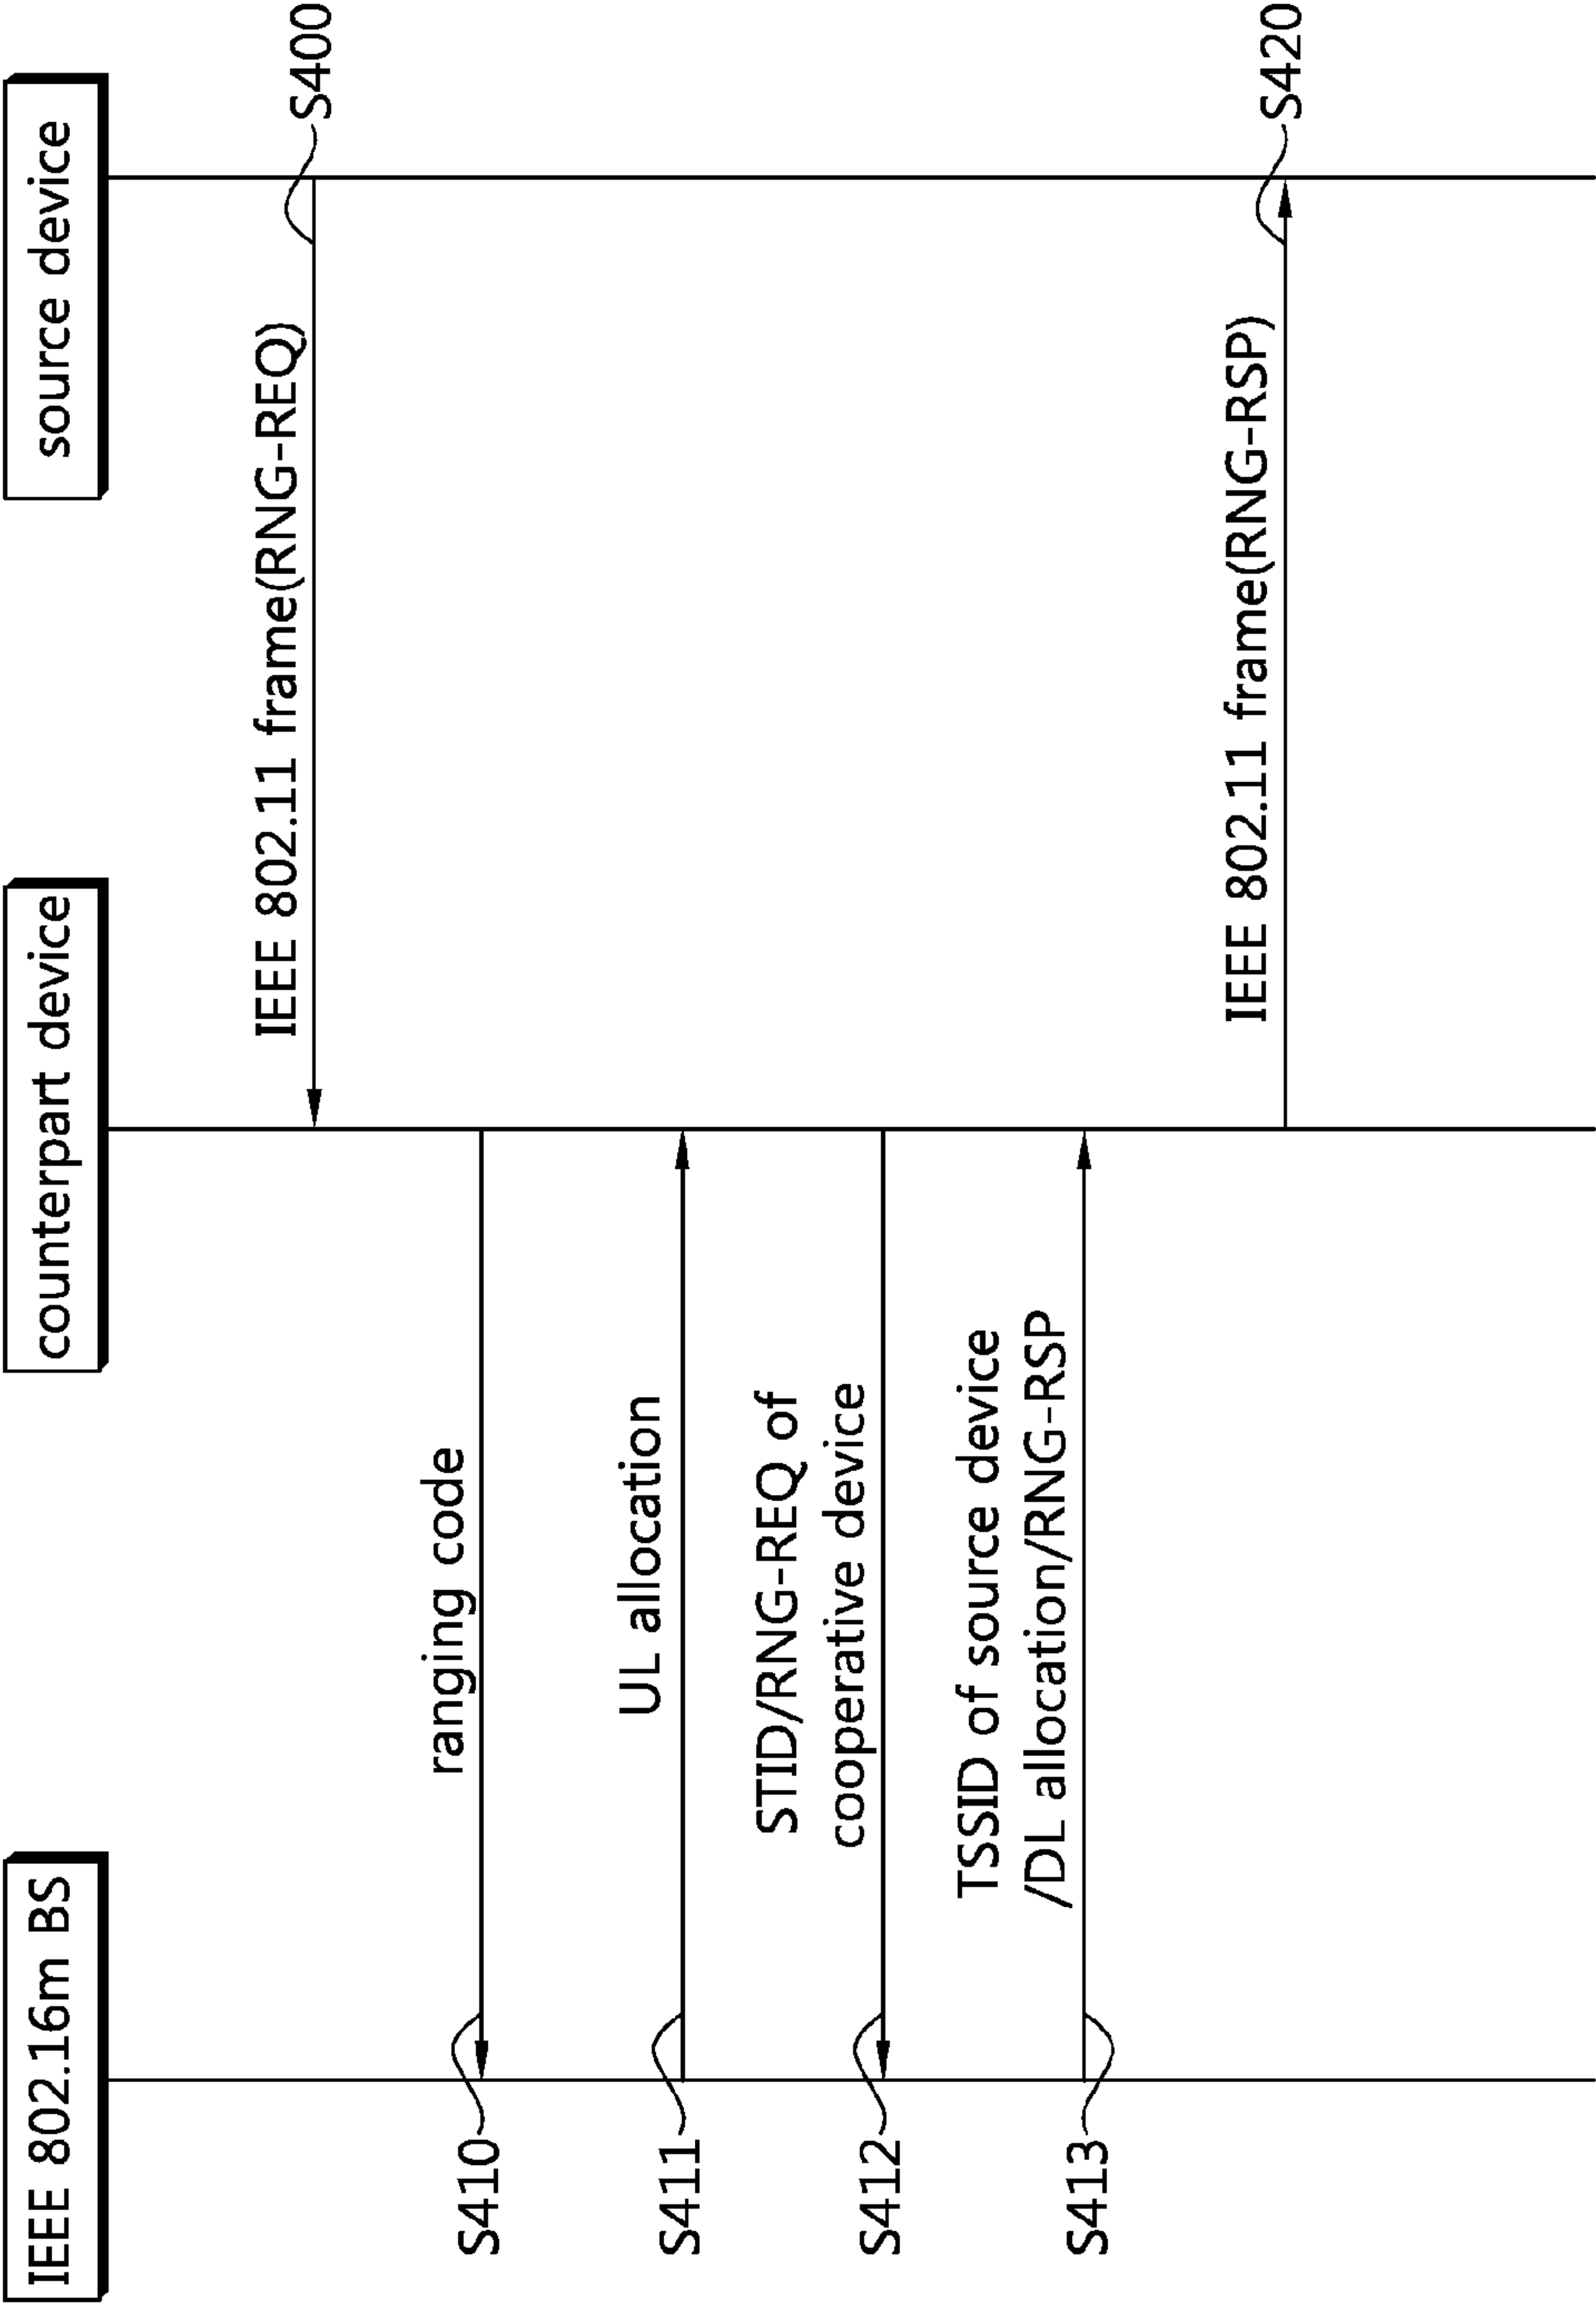 IEEE 802.16m BS
counterpart device
source device
IEEE 802.11 frame(RNG-REQ)
S400
ranging code
S410
UL allocation
S411
STID/RNG-REQ of
cooperative device
S412
TSSID of source device
/DL allocation/RNG-RSP
S413
IEEE 802.11 frame(RNG-RSP)
S420